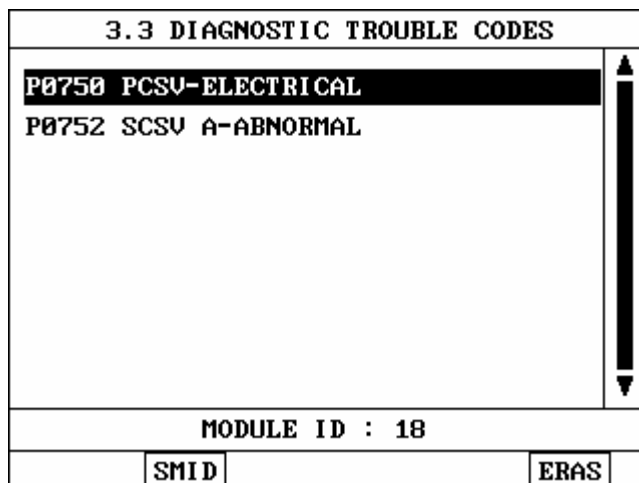 3.3 DIAGNOSTIC TROUBLE CODES
P0750 PCSV-ELECTRICAL
P0752 SCSV A-ABNORMAL
MODULE ID : 18
SMID ERAS